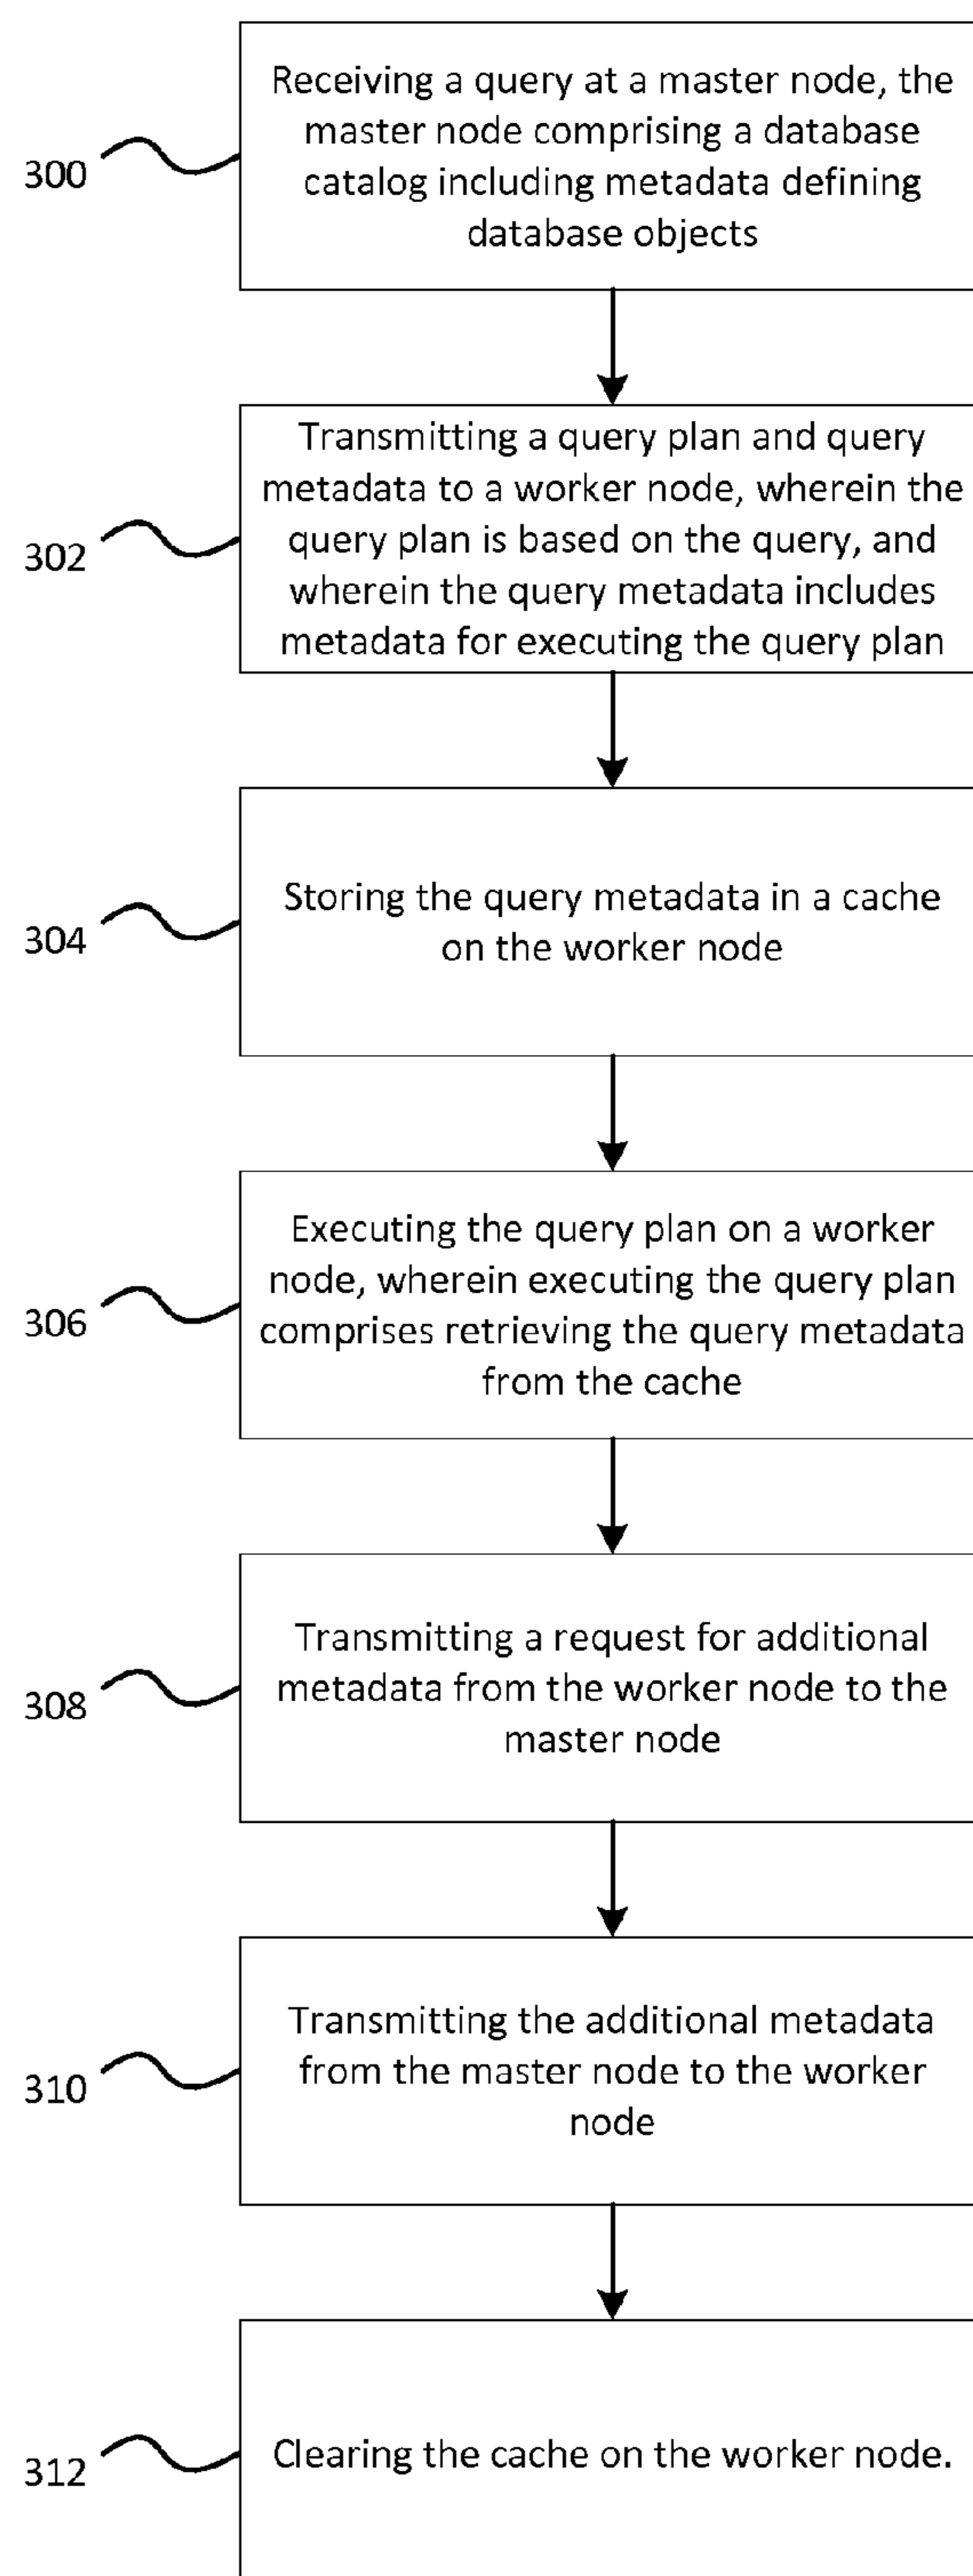 Receiving a query at a master node, the
master node comprising a database
catalog including metadata defining
database objects
300
Transmitting a query plan and query
metadata to a worker node, wherein the
query plan is based on the query, and
wherein the query metadata includes
metadata for executing the query plan
302
Storing the query metadata in a cache
on the worker node
304
Executing the query plan on a worker
node, wherein executing the query plan
comprises retrieving the query metadata
from the cache
306
Transmitting a request for additional
metadata from the worker node to the
master node
308
Transmitting the additional metadata
from the master node to the worker
node
310
Clearing the cache on the worker node.
312